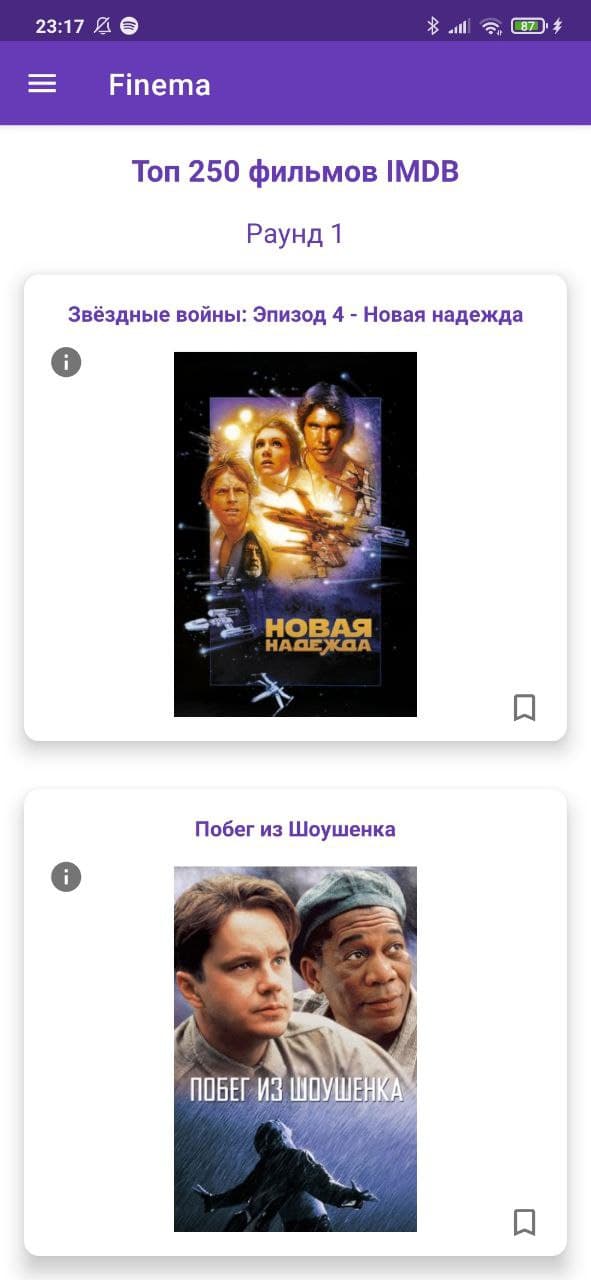 23:17
87
Finema
Топ 250 фильмов IMDB
Раунд 1
Звёздные войны: Эпизод 4 - Новая надежда
НОВАЯ
НАДЕЖДА
Побег из Шоушенка
ПОБЕГ ИЗ ШОУШЕНКА